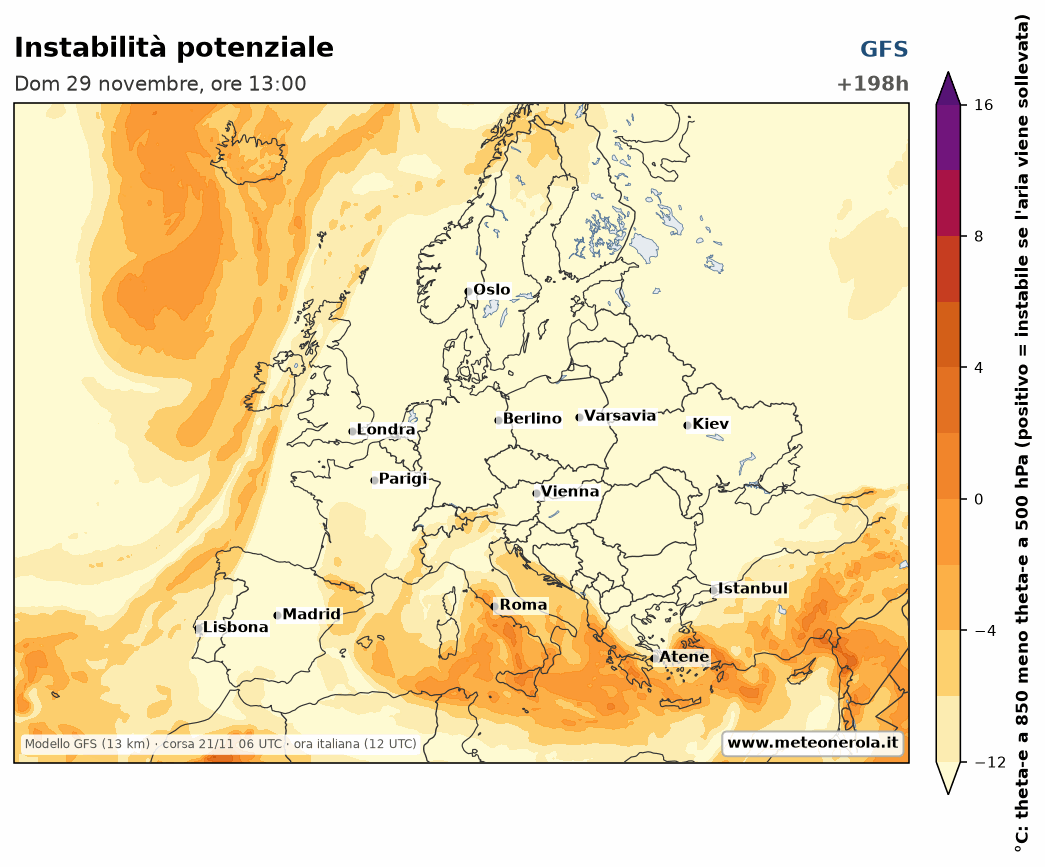 Instabilità potenziale
GFS
Dom 29 novembre, ore 13:00
+198h
Oslo
Londra
Berlino
Varsavia
Kiev
Parigi
Vienna
Istanbul
Roma
Madrid
Lisbona
Atene
Modello GFS (13 km) · corsa 21/11 06 UTC · ora italiana (12 UTC)
www.meteonerola.it
16
8
4
0
−4
−12
°C: theta-e a 850 meno theta-e a 500 hPa (positivo = instabile se l'aria viene sollevata)